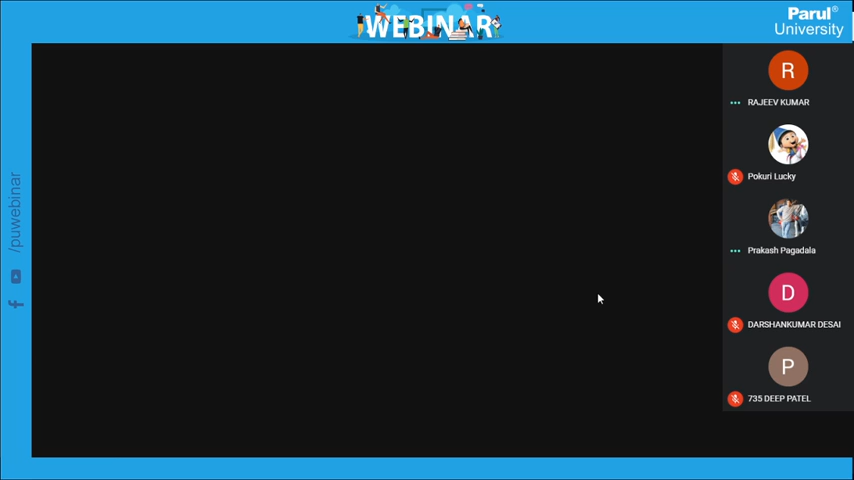 WEBINAR
Parul®
University
/puwebinar
R
RAJEEV KUMAR
Pokuri Lucky
Prakash Pagadala
D
DARSHANKUMAR DESAI
P
735 DEEP PATEL